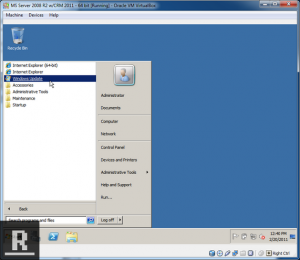 MS Server 2008 R2 w/CRM 2011 - 64 bit [Running] - Oracle VM VirtualBox
Machine Devices Help
Recycle Bin
Internet Explorer (64-bit)
Internet Explorer
Windows Update
Accessories
Administrative Tools
Maintenance
Startup
Back
Search programs and files
Administrator
Documents
Computer
Network
Control Panel
Devices and Printers
Administrative Tools
Help and Support
Run...
Log off
12:40 PM
2/20/2011
Right Ctrl
R